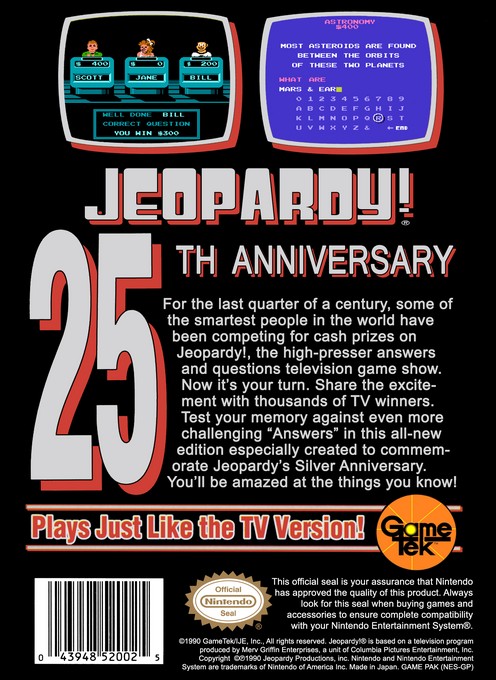 $ 400
$ 0
$ 200
SCOTT
JANE
BILL
WELL DONE BILL
CORRECT QUESTION
YOU WIN $300
ASTRONOMY
$400
MOST ASTEROIDS ARE FOUND
BETWEEN THE ORBITS
OF THESE TWO PLANETS
WHAT ARE
MARS & EAR
0 1 2 3 4 5 6 7 8 9
A B C D E F G H I J
K L M N O P Q R S T
U V W X Y Z & ← END
JEOPARDY!®
25TH ANNIVERSARY
For the last quarter of a century, some of
the smartest people in the world have
been competing for cash prizes on
Jeopardy!, the high-presser answers
and questions television game show.
Now it's your turn. Share the excite-
ment with thousands of TV winners.
Test your memory against even more
challenging “Answers” in this all-new
edition especially created to commem-
orate Jeopardy's Silver Anniversary.
You'll be amazed at the things you know!
Plays Just Like the TV Version!
Game
Tek™
Official
Nintendo
Seal
®
This official seal is your assurance that Nintendo
has approved the quality of this product. Always
look for this seal when buying games and
accessories to ensure complete compatibility
with your Nintendo Entertainment System®.
0 43948 52002 5
©1990 GameTek/IJE, Inc., All rights reserved. Jeopardy!® is based on a television program
produced by Merv Griffin Enterprises, a unit of Columbia Pictures Entertainment, Inc.
Copyright ©℗1990 Jeopardy Productions, inc. Nintendo and Nintendo Entertainment
System are trademarks of Nintendo of America Inc. Made in Japan. GAME PAK (NES-GP)